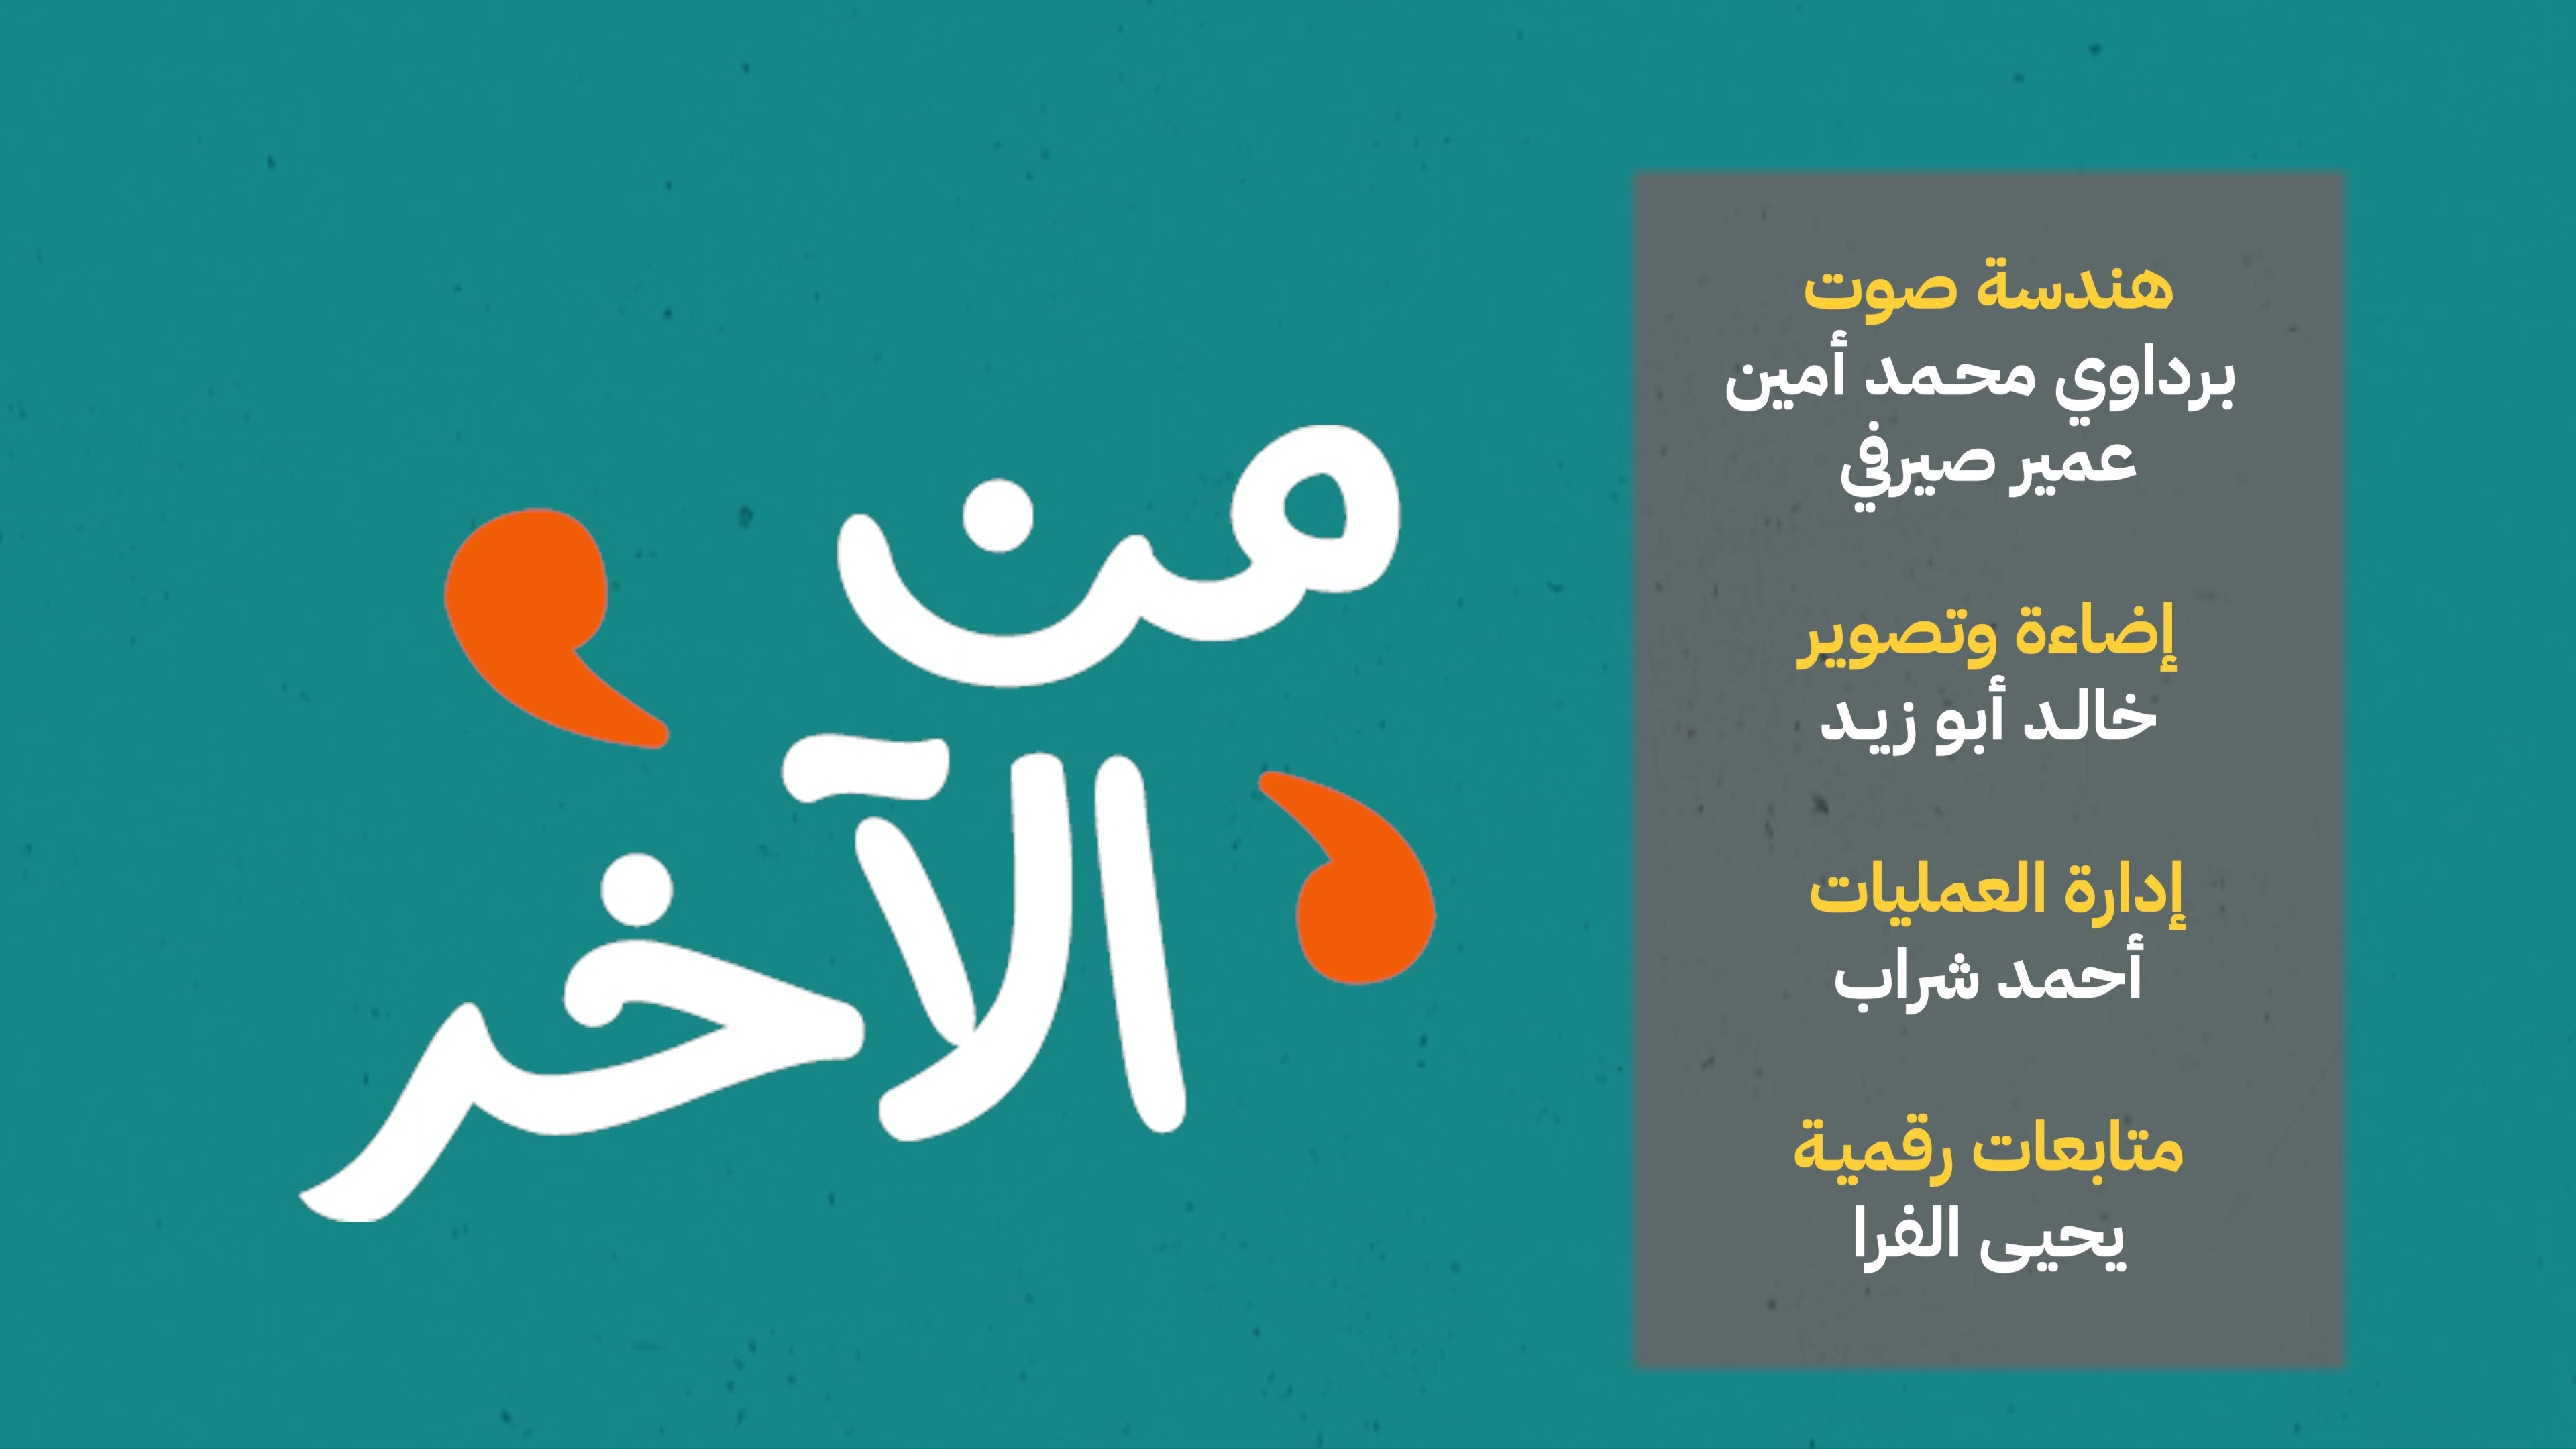 من
الآخر
هندسة صوت
برداوي محمد أمين
عمير صيرفي
إضاءة وتصوير
خالد أبو زيد
إدارة العمليات
أحمد شراب
متابعات رقمية
يحيى الفرا